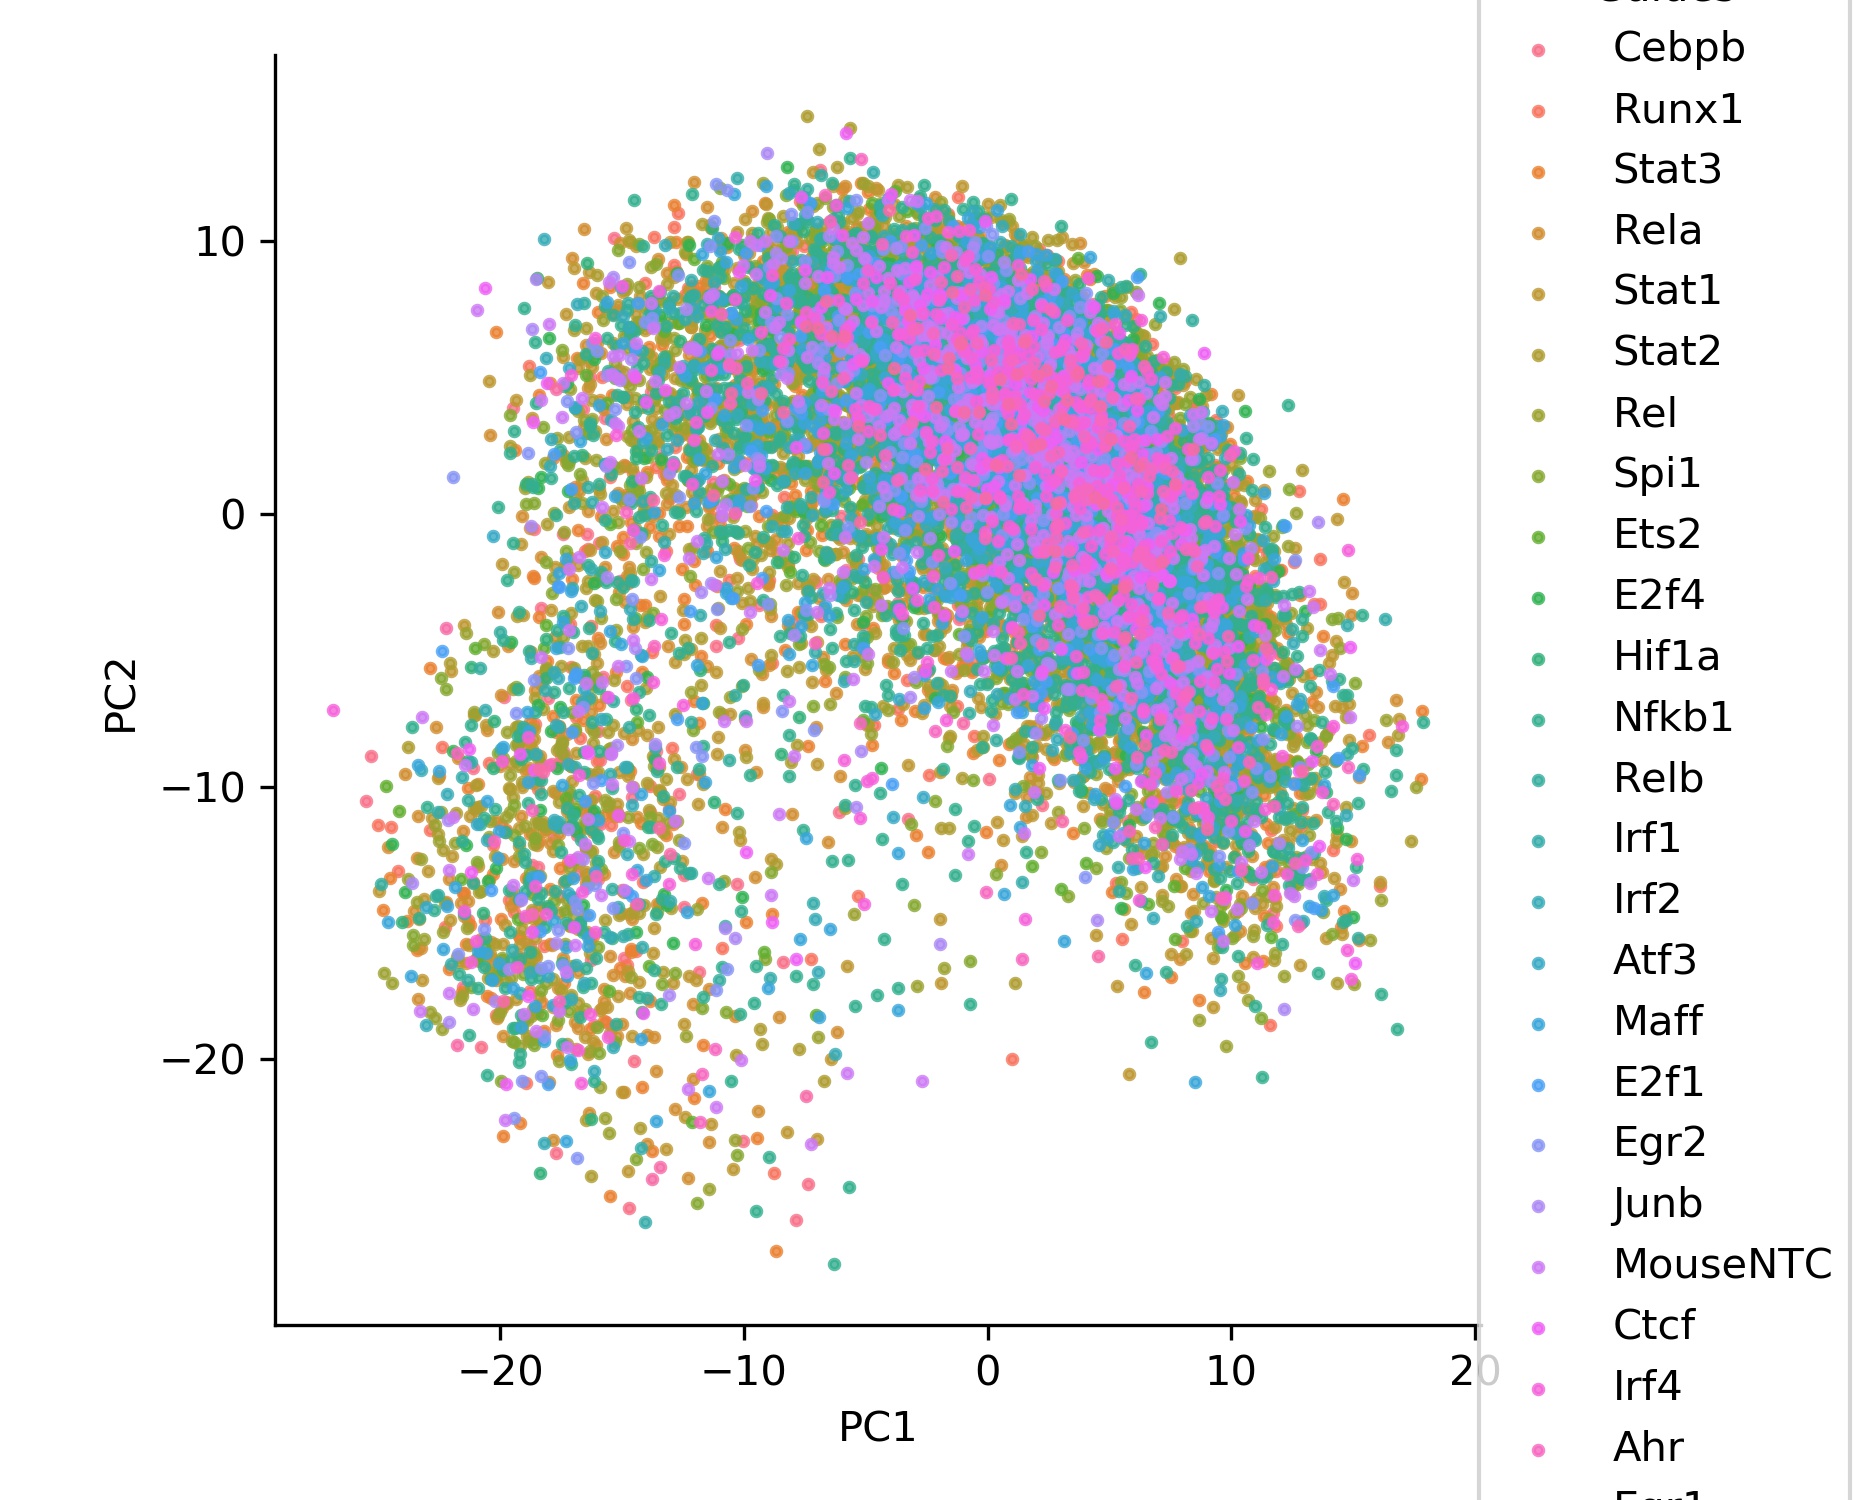 Cebpb
Runx1
Stat3
Rela
Stat1
Stat2
Rel
Spi1
Ets2
E2f4
Hif1a
Nfkb1
Relb
Irf1
Irf2
Atf3
Maff
E2f1
Egr2
Junb
MouseNTC
Ctcf
Irf4
Ahr
Egr1
10
0
−10
−20
PC2
−20 −10 0 10 20
PC1